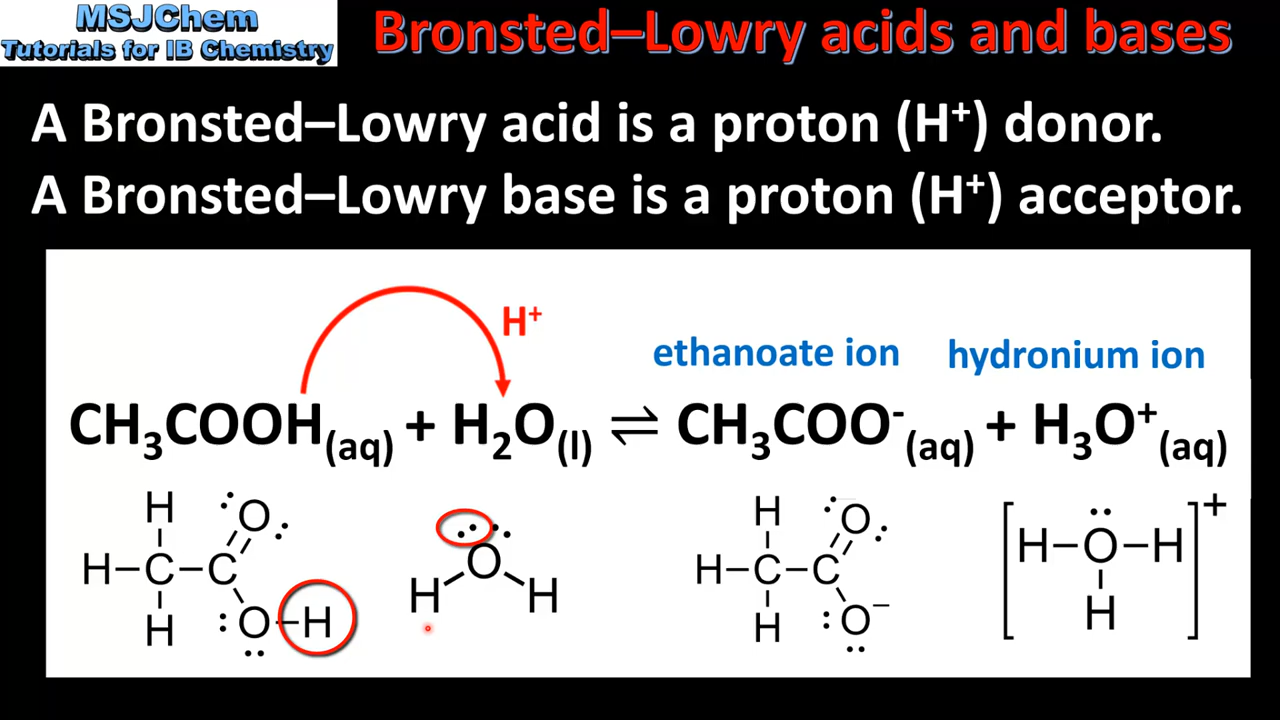 MSJChem
Tutorials for IB Chemistry
Bronsted–Lowry acids and bases
A Bronsted–Lowry acid is a proton (H⁺) donor.
A Bronsted–Lowry base is a proton (H⁺) acceptor.
H⁺
ethanoate ion hydronium ion
CH₃COOH(aq) + H₂O(l) ⇌ CH₃COO⁻(aq) + H₃O⁺(aq)
H O H O +
H C C O H H H C C H O H
H O H H H O⁻ H